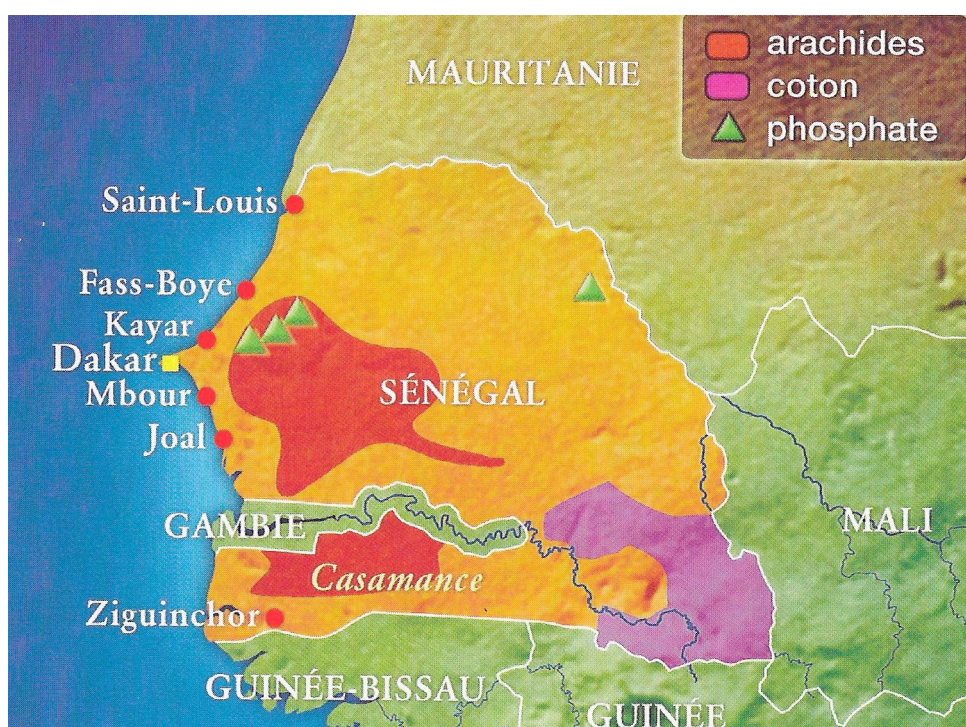 arachides
coton
phosphate
MAURITANIE
Saint-Louis
Fass-Boye
Kayar
Dakar
Mbour
SÉNÉGAL
Joal
GAMBIE
MALI
Casamance
Ziguinchor
GUINÉE-BISSAU
GUINÉE